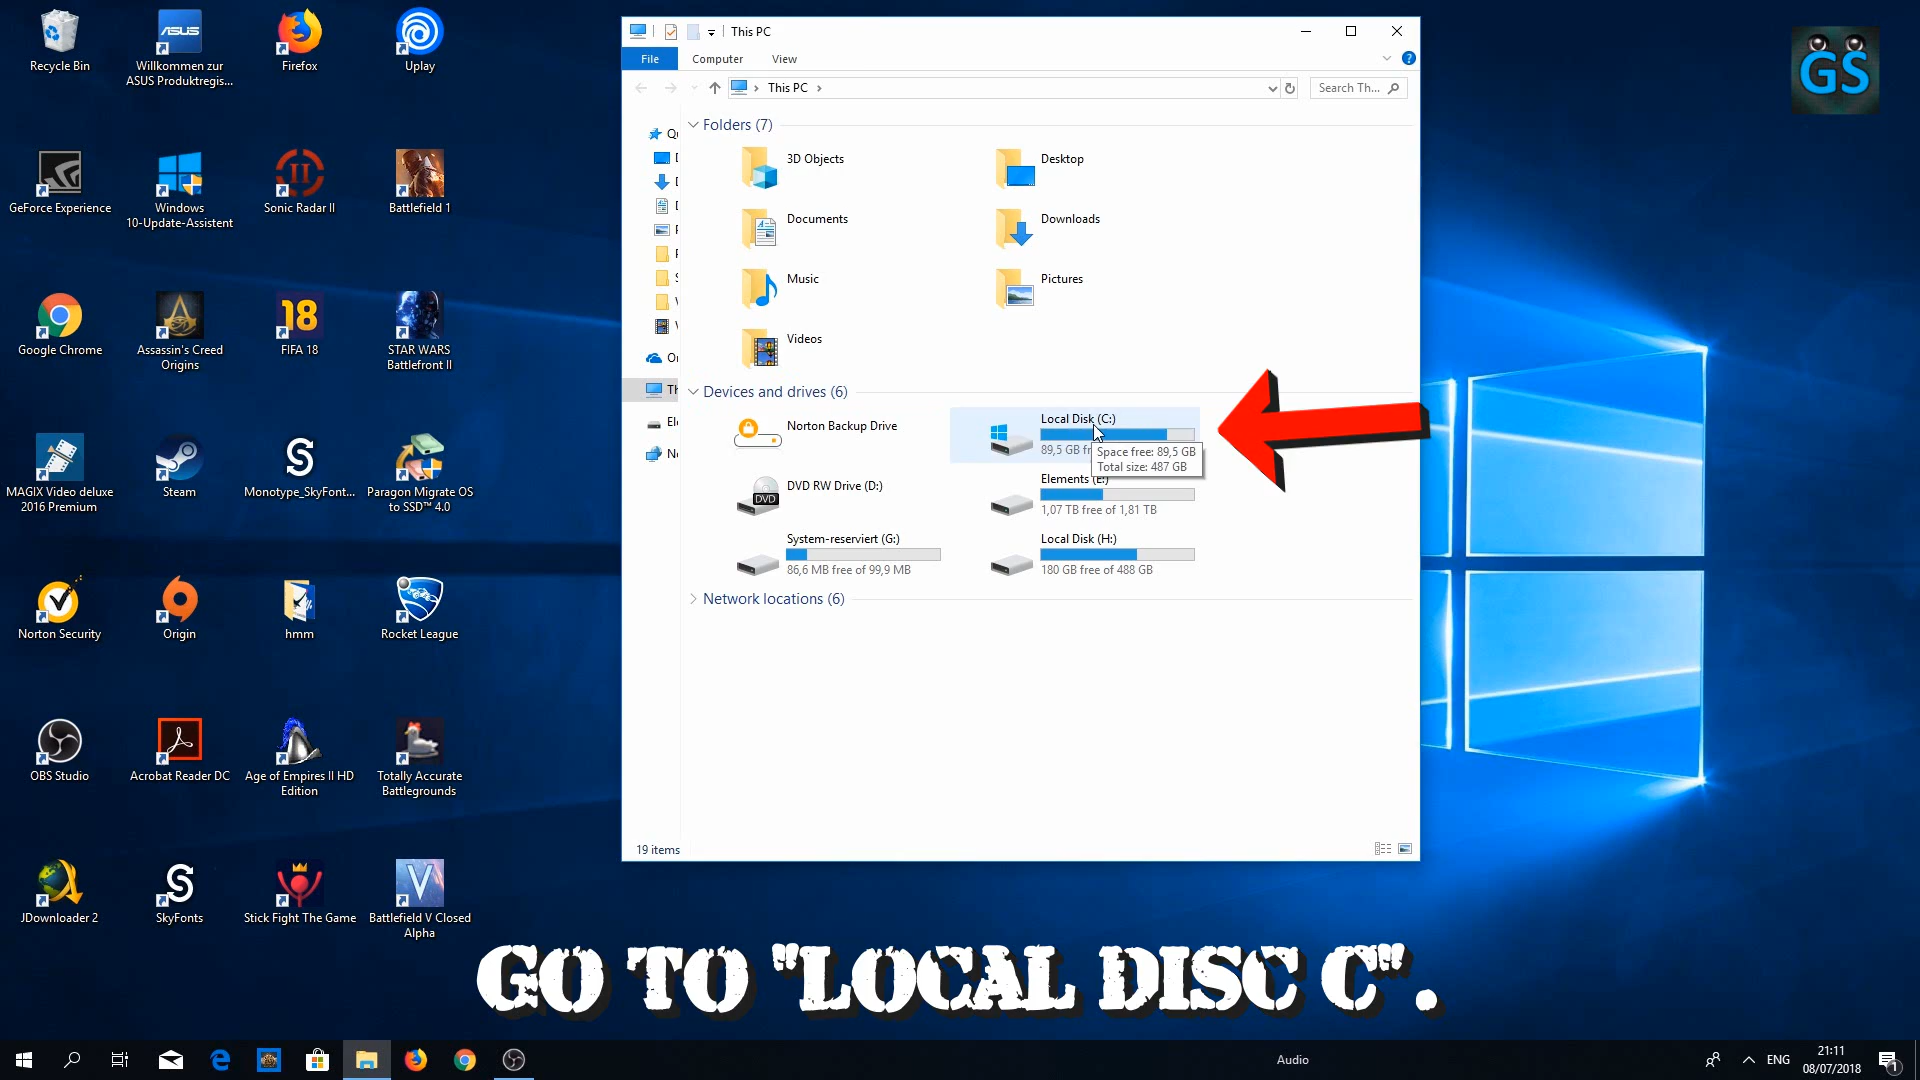 Recycle Bin
Willkommen zur
ASUS Produktregis...
Firefox
Uplay
GeForce Experience
Windows
10-Update-Assistent
Sonic Radar II
Battlefield 1
Google Chrome
Assassin's Creed
Origins
18
FIFA 18
STAR WARS
Battlefront II
MAGIX Video deluxe
2016 Premium
Steam
Monotype_SkyFont...
Paragon Migrate OS
to SSD™ 4.0
Norton Security
Origin
hmm
Rocket League
OBS Studio
Acrobat Reader DC
Age of Empires II HD
Edition
Totally Accurate
Battlegrounds
JDownloader 2
SkyFonts
Stick Fight The Game
V
Battlefield V Closed
Alpha
This PC
File Computer View
This PC
Search Th...
Folders (7)
3D Objects
Desktop
Documents
Downloads
Music
Pictures
Videos
Devices and drives (6)
Norton Backup Drive
Local Disk (C:)
89,5 GB fr
Space free: 89,5 GB
Total size: 487 GB
DVD RW Drive (D:)
DVD
Elements (E:)
1,07 TB free of 1,81 TB
System-reserviert (G:)
86,6 MB free of 99,9 MB
Local Disk (H:)
180 GB free of 488 GB
Network locations (6)
19 items
GS
GO TO "LOCAL DISC C".
Audio
ENG
21:11
08/07/2018
1